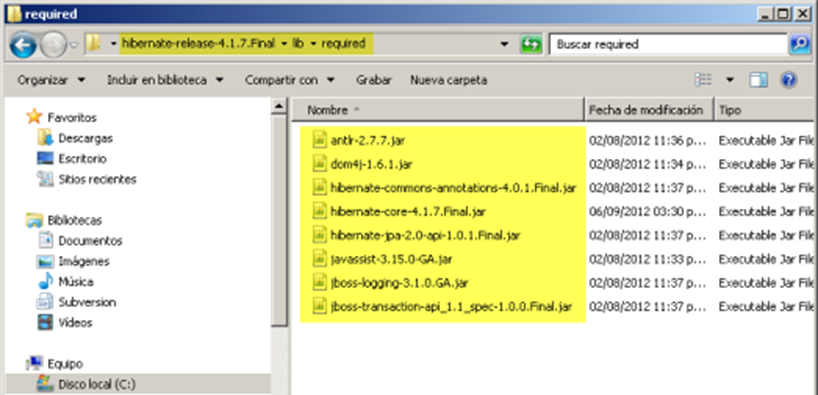 required
hibernate-release-4.1.7.Final lib required
Buscar required
Organizar Incluir en biblioteca Compartir con Grabar Nueva carpeta
Favoritos
Descargas
Escritorio
Sitios recientes
Bibliotecas
Documentos
Imágenes
Música
Subversion
Vídeos
Equipo
Disco local (C:)
Nombre Fecha de modificación Tipo
antlr-2.7.7.jar 02/08/2012 11:36 p... Executable Jar File
dom4j-1.6.1.jar 02/08/2012 11:34 p... Executable Jar File
hibernate-commons-annotations-4.0.1.Final.jar 02/08/2012 11:37 p... Executable Jar File
hibernate-core-4.1.7.Final.jar 06/09/2012 03:30 p... Executable Jar File
hibernate-jpa-2.0-api-1.0.1.Final.jar 02/08/2012 11:37 p... Executable Jar File
javassist-3.15.0-GA.jar 02/08/2012 11:33 p... Executable Jar File
jboss-logging-3.1.0.GA.jar 02/08/2012 11:37 p... Executable Jar File
jboss-transaction-api_1.1_spec-1.0.0.Final.jar 02/08/2012 11:37 p... Executable Jar File